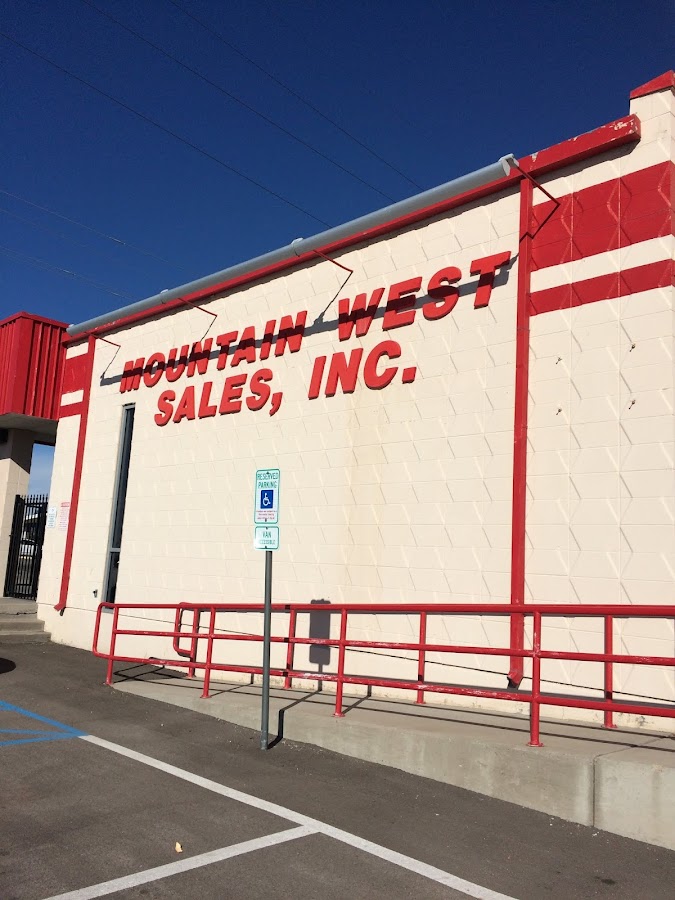 MOUNTAIN WEST
SALES, INC.
RESERVED
PARKING
VAN
ACCESSIBLE